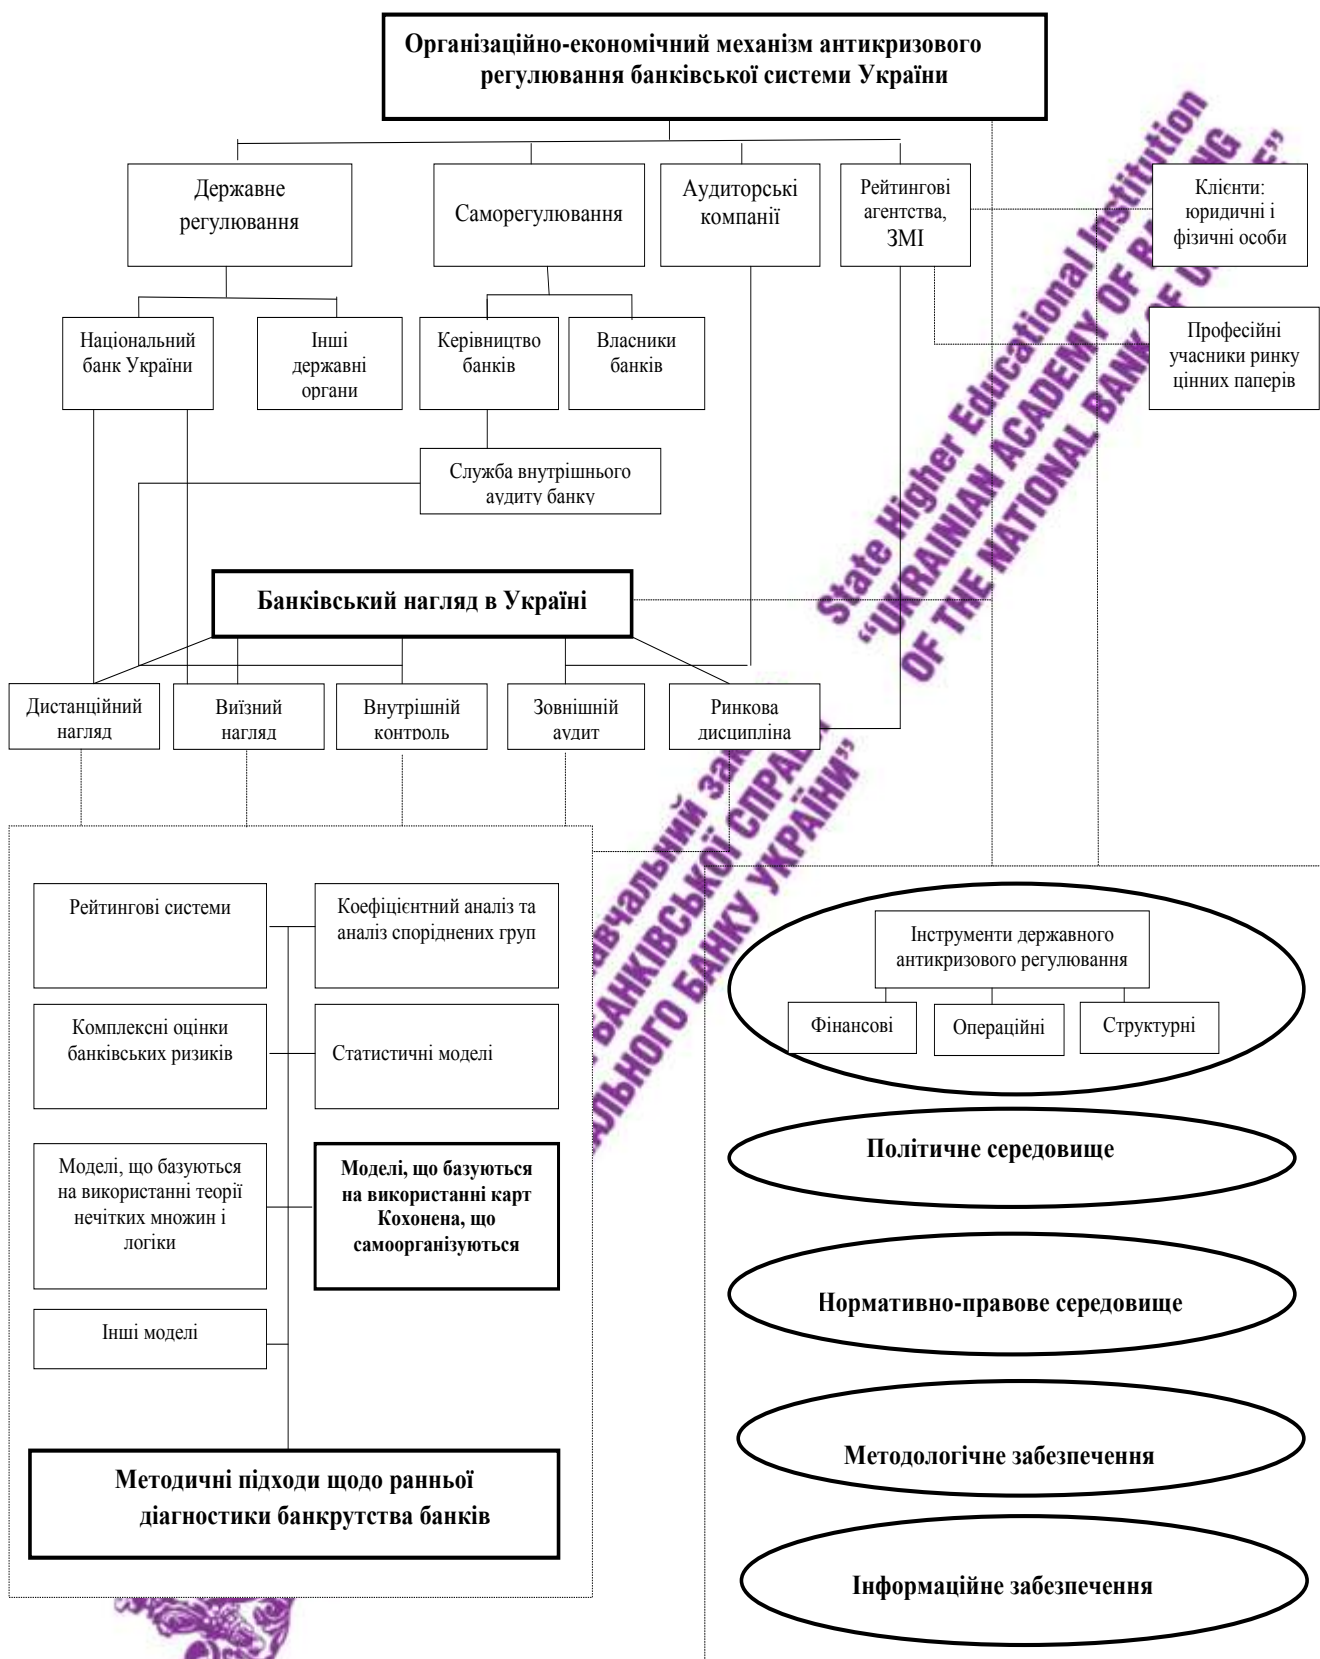 Організаційно-економічний механізм антикризового
регулювання банківської системи України
Державне
регулювання
Саморегулювання
Аудиторські
компанії
Рейтингові
агентства,
ЗМІ
Клієнти:
юридичні і
фізичні особи
Національний
банк України
Інші
державні
органи
Керівництво
банків
Власники
банків
Професійні
учасники ринку
цінних паперів
Служба внутрішнього
аудиту банку
Банківський нагляд в Україні
Дистанційний
нагляд
Виїзний
нагляд
Внутрішній
контроль
Зовнішній
аудит
Ринкова
дисципліна
Рейтингові системи
Коефіцієнтний аналіз та
аналіз споріднених груп
Комплексні оцінки
банківських ризиків
Статистичні моделі
Моделі, що базуються
на використанні теорії
нечітких множин і
логіки
Моделі, що базуються
на використанні карт
Кохонена, що
самоорганізуються
Інші моделі
Методичні підходи щодо ранньої
діагностики банкрутства банків
Інструменти державного
антикризового регулювання
Фінансові
Операційні
Структурні
Політичне середовище
Нормативно-правове середовище
Методологічне забезпечення
Інформаційне забезпечення
State Higher Educational Institution
“UKRAINIAN ACADEMY OF
OF THE NATIONAL BANK OF
БАНКІВСЬКОЇ СПРАВИ
БАНКУ УКРАЇНИ”